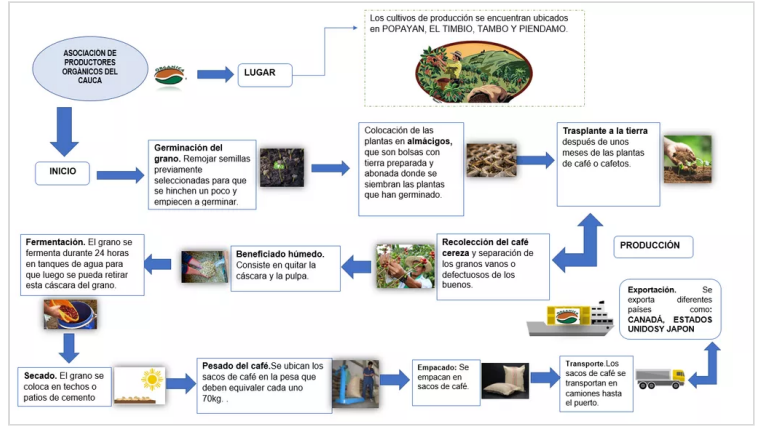 Los cultivos de producción se encuentran ubicados
en POPAYAN, EL TIMBIO, TAMBO Y PIENDAMO.
ASOCIACION DE
PRODUCTORES
ORGÁNICOS DEL
CAUCA
ORGANICA
LUGAR
INICIO
Germinación del
grano. Remojar semillas
previamente
seleccionadas para que
se hinchen un poco y
empiecen a germinar.
Colocación de las
plantas en almácigos,
que son bolsas con
tierra preparada y
abonada donde se
siembran las plantas
que han germinado.
Trasplante a la tierra
después de unos
meses de las plantas
de café o cafetos.
PRODUCCIÓN
Recolección del café
cereza y separación de
los granos vanos o
defectuosos de los
buenos.
Beneficiado húmedo.
Consiste en quitar la
cáscara y la pulpa.
Fermentación. El grano se
fermenta durante 24 horas
en tanques de agua para
que luego se pueda retirar
esta cáscara del grano.
Secado. El grano se
coloca en techos o
patios de cemento
Pesado del café.Se ubican los
sacos de café en la pesa que
deben equivaler cada uno
70kg. .
Empacado: Se
empacan en
sacos de café.
Transporte.Los
sacos de café se
transportan en
camiones hasta
el puerto.
Exportación. Se
exporta diferentes
países como:
CANADÁ, ESTADOS
UNIDOSY JAPON
ORGANICA